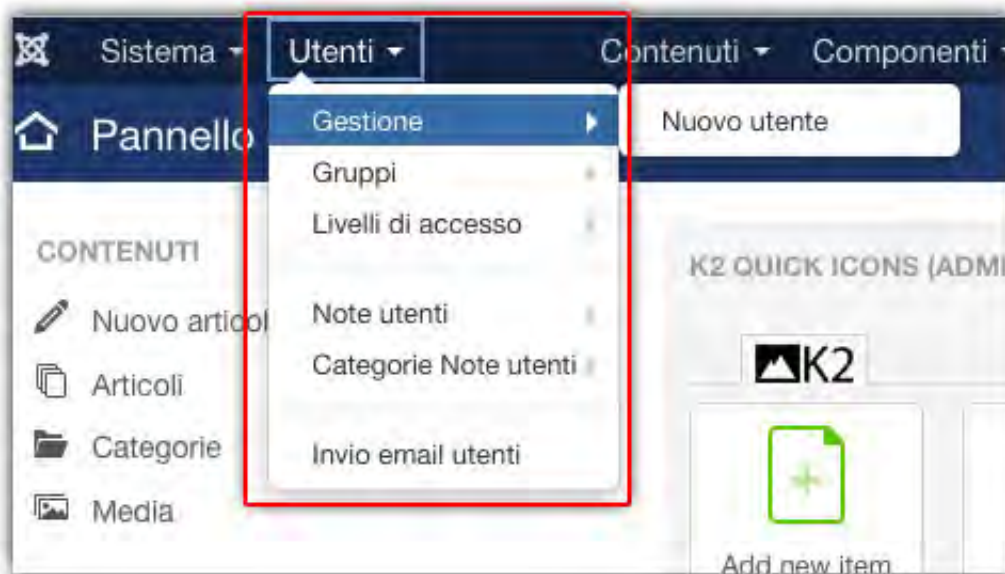 Sistema
Utenti
Contenuti
Componenti
Pannello
Gestione
Nuovo utente
Gruppi
Livelli di accesso
Note utenti
Categorie Note utenti
Invio email utenti
CONTENUTI
Nuovo articol
Articoli
Categorie
Media
K2 QUICK ICONS (ADMI
K2
Add new item